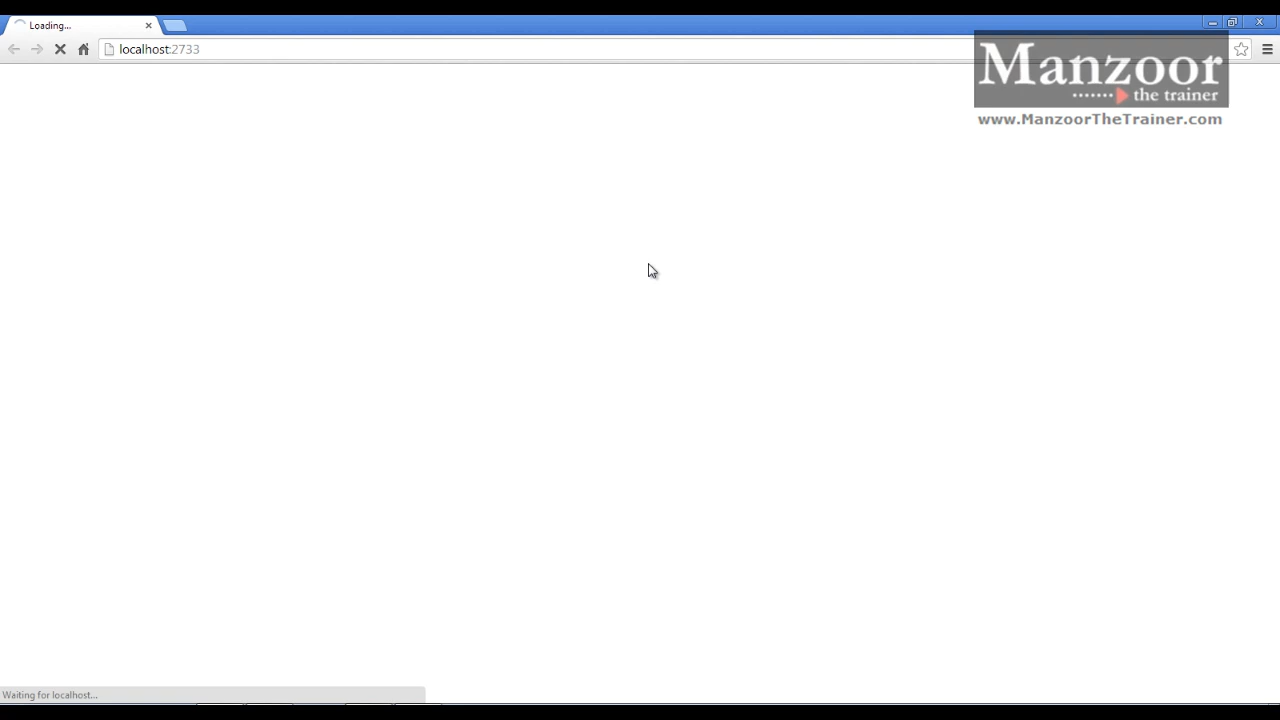 Loading...
localhost:2733
Manzoor
the trainer
www.ManzoorTheTrainer.com
Waiting for localhost...